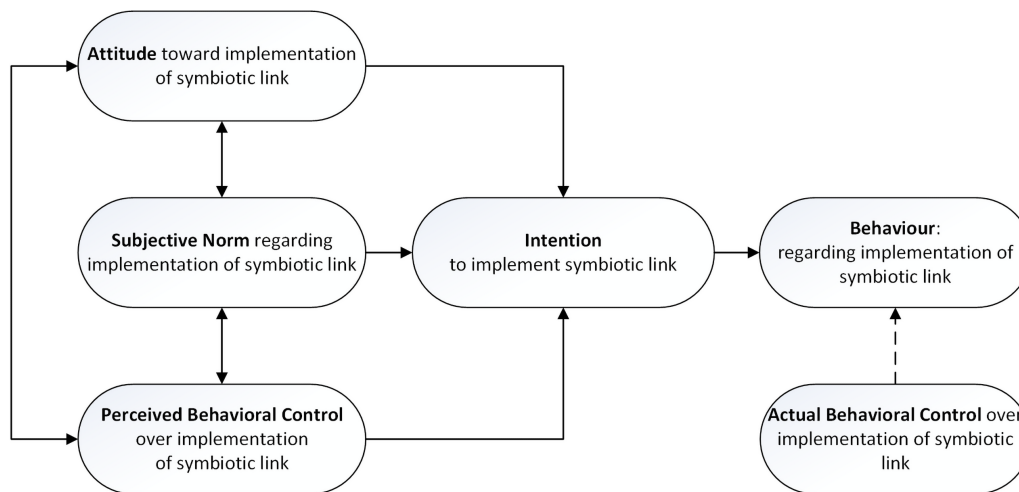 Attitude toward implementation
of symbiotic link
Subjective Norm regarding
implementation of symbiotic link
Intention
to implement symbiotic link
Behaviour:
regarding implementation of
symbiotic link
Perceived Behavioral Control
over implementation
of symbiotic link
Actual Behavioral Control over
implementation of symbiotic
link